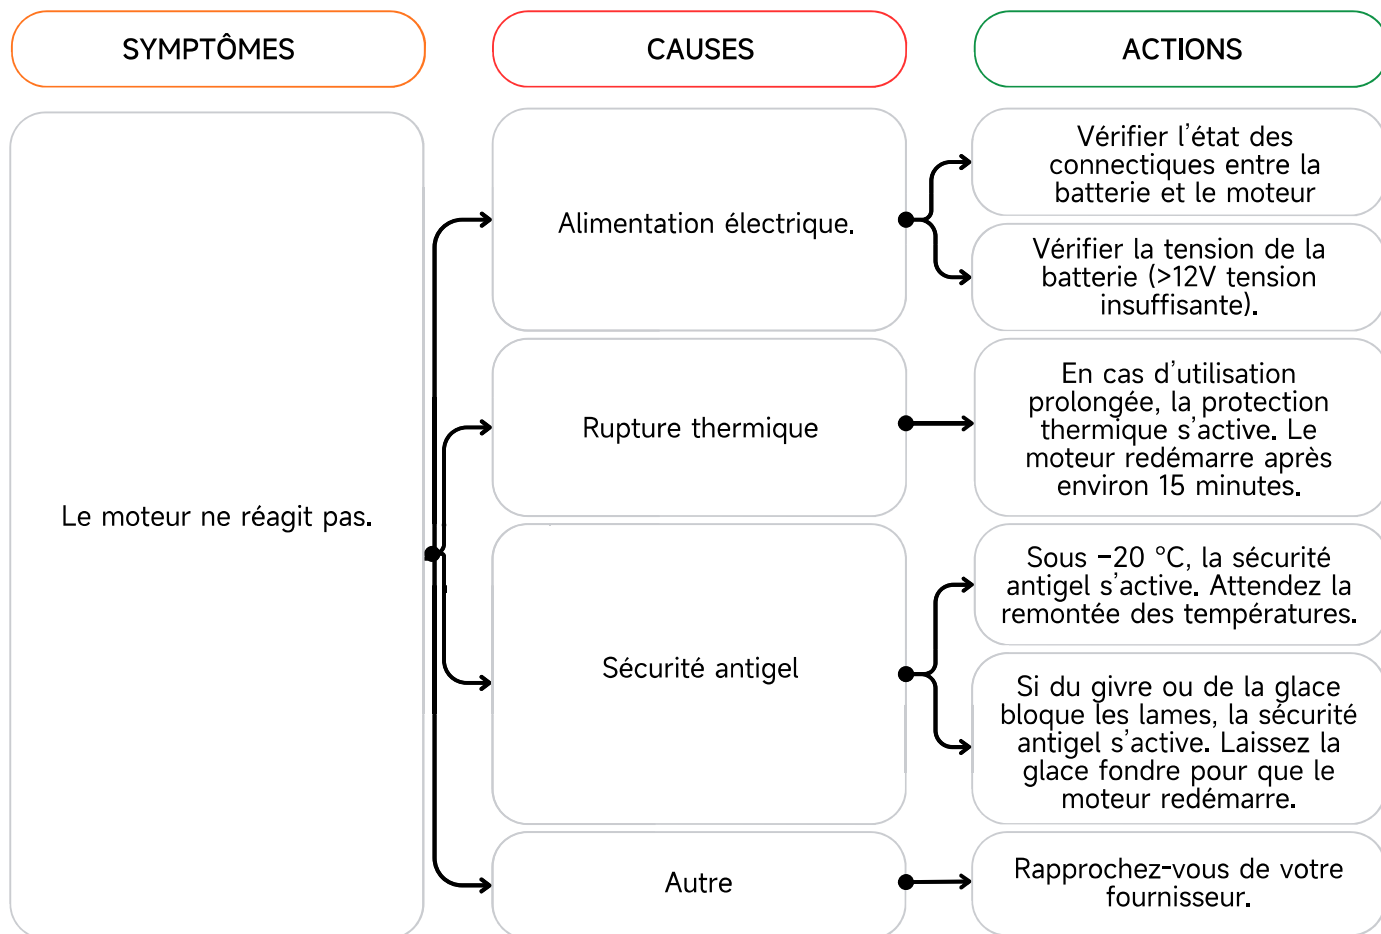 SYMPTÔMES
CAUSES
ACTIONS
Le moteur ne réagit pas.
Alimentation électrique.
Vérifier l'état des
connectiques entre la
batterie et le moteur
Vérifier la tension de la
batterie (>12V tension
insuffisante).
Rupture thermique
En cas d'utilisation
prolongée, la protection
thermique s'active. Le
moteur redémarre après
environ 15 minutes.
Sécurité antigel
Sous −20 °C, la sécurité
antigel s'active. Attendez la
remontée des températures.
Si du givre ou de la glace
bloque les lames, la sécurité
antigel s'active. Laissez la
glace fondre pour que le
moteur redémarre.
Autre
Rapprochez-vous de votre
fournisseur.